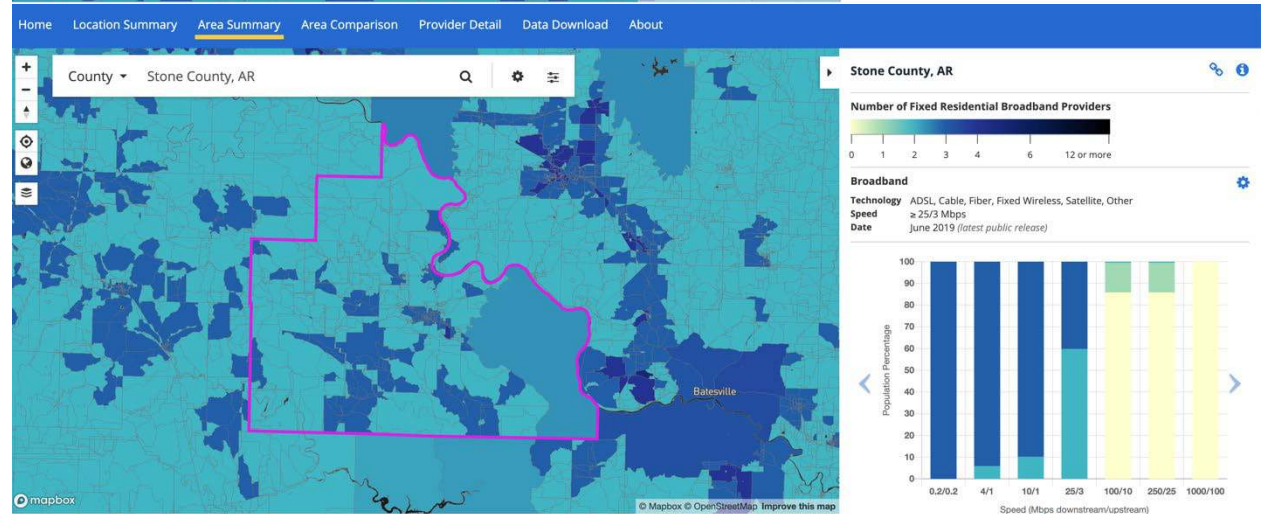 Home Location Summary Area Summary Area Comparison Provider Detail Data Download About
County Stone County, AR
Stone County, AR
Number of Fixed Residential Broadband Providers
0 1 2 3 4 6 12 or more
Broadband
Technology ADSL, Cable, Fiber, Fixed Wireless, Satellite, Other
Speed ≥ 25/3 Mbps
Date June 2019 (latest public release)
100
90
80
70
60
50
40
30
20
10
0
Population Percentage
0.2/0.2 4/1 10/1 25/3 100/10 250/25 1000/100
Speed (Mbps downstream/upstream)
Batesville
mapbox
© Mapbox © OpenStreetMap Improve this map